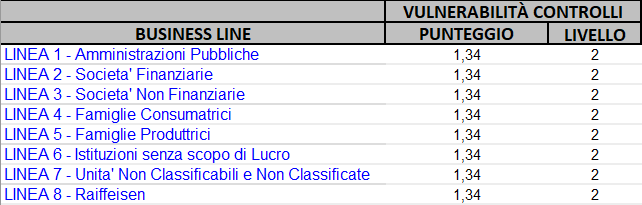 VULNERABILITÀ CONTROLLI
BUSINESS LINE PUNTEGGIO LIVELLO
LINEA 1 - Amministrazioni Pubbliche 1,34 2
LINEA 2 - Societa' Finanziarie 1,34 2
LINEA 3 - Societa' Non Finanziarie 1,34 2
LINEA 4 - Famiglie Consumatrici 1,34 2
LINEA 5 - Famiglie Produttrici 1,34 2
LINEA 6 - Istituzioni senza scopo di Lucro 1,34 2
LINEA 7 - Unita' Non Classificabili e Non Classificate 1,34 2
LINEA 8 - Raiffeisen 1,34 2